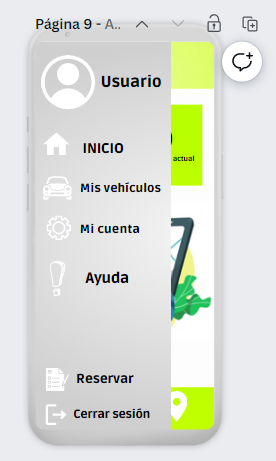 Página 9 - A..
Usuario
INICIO
actual
Mis vehículos
Mi cuenta
Ayuda
Reservar
Cerrar sesión